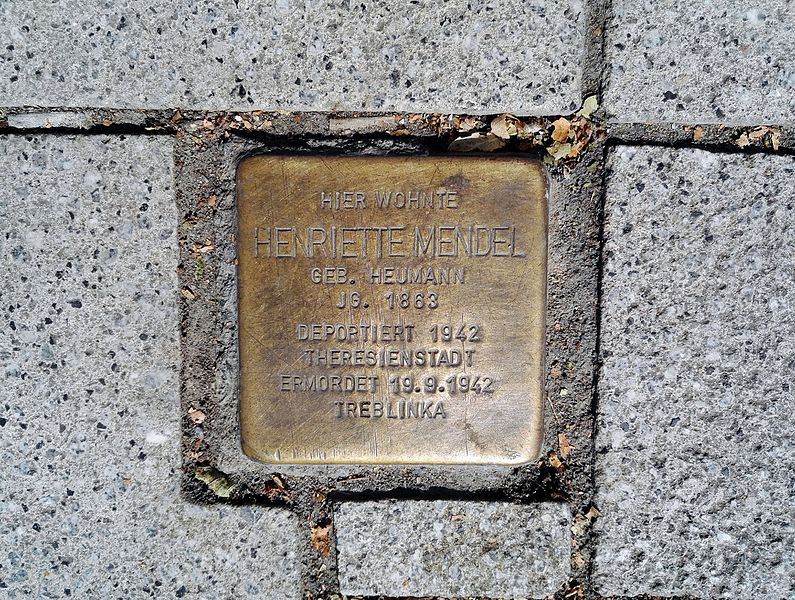 HIER WOHNTE
HENRIETTE MENDEL
GEB. HEUMANN
JG. 1863
DEPORTIERT 1942
THERESIENSTADT
ERMORDET 19.9.1942
TREBLINKA